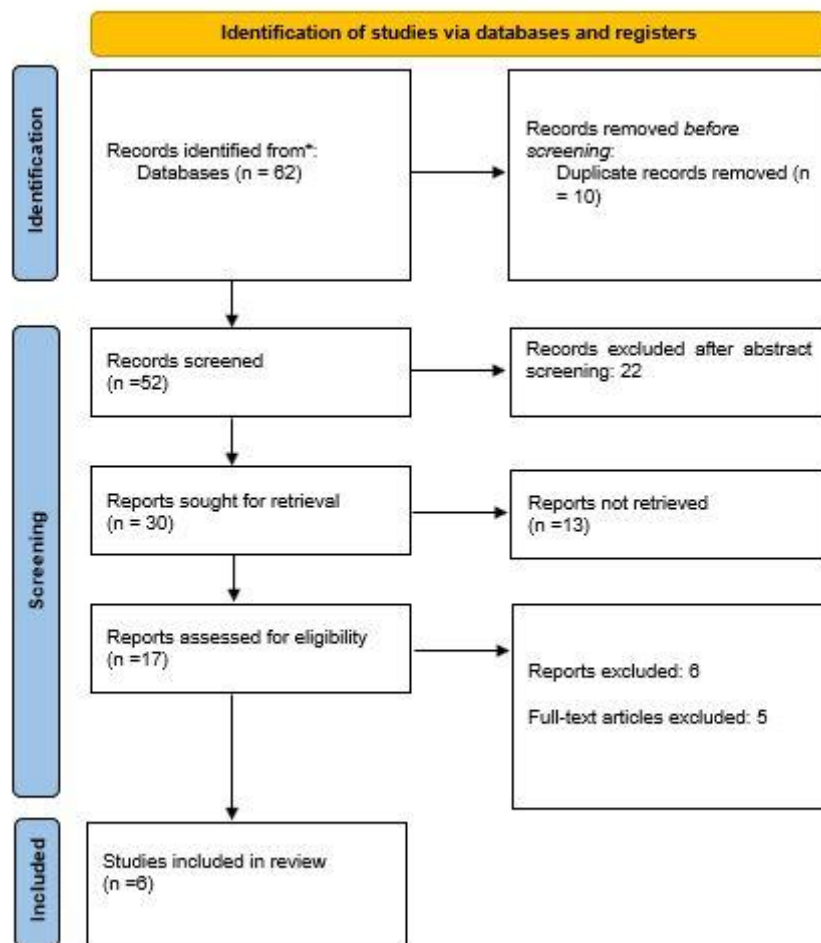 Identification of studies via databases and registers
Identification
Records identified from*:
Databases (n = 62)
Records removed before
screening:
Duplicate records removed (n
= 10)
Screening
Records screened
(n =52)
Records excluded after abstract
screening: 22
Reports sought for retrieval
(n = 30)
Reports not retrieved
(n =13)
Reports assessed for eligibility
(n =17)
Reports excluded: 6
Full-text articles excluded: 5
Included
Studies included in review
(n =6)